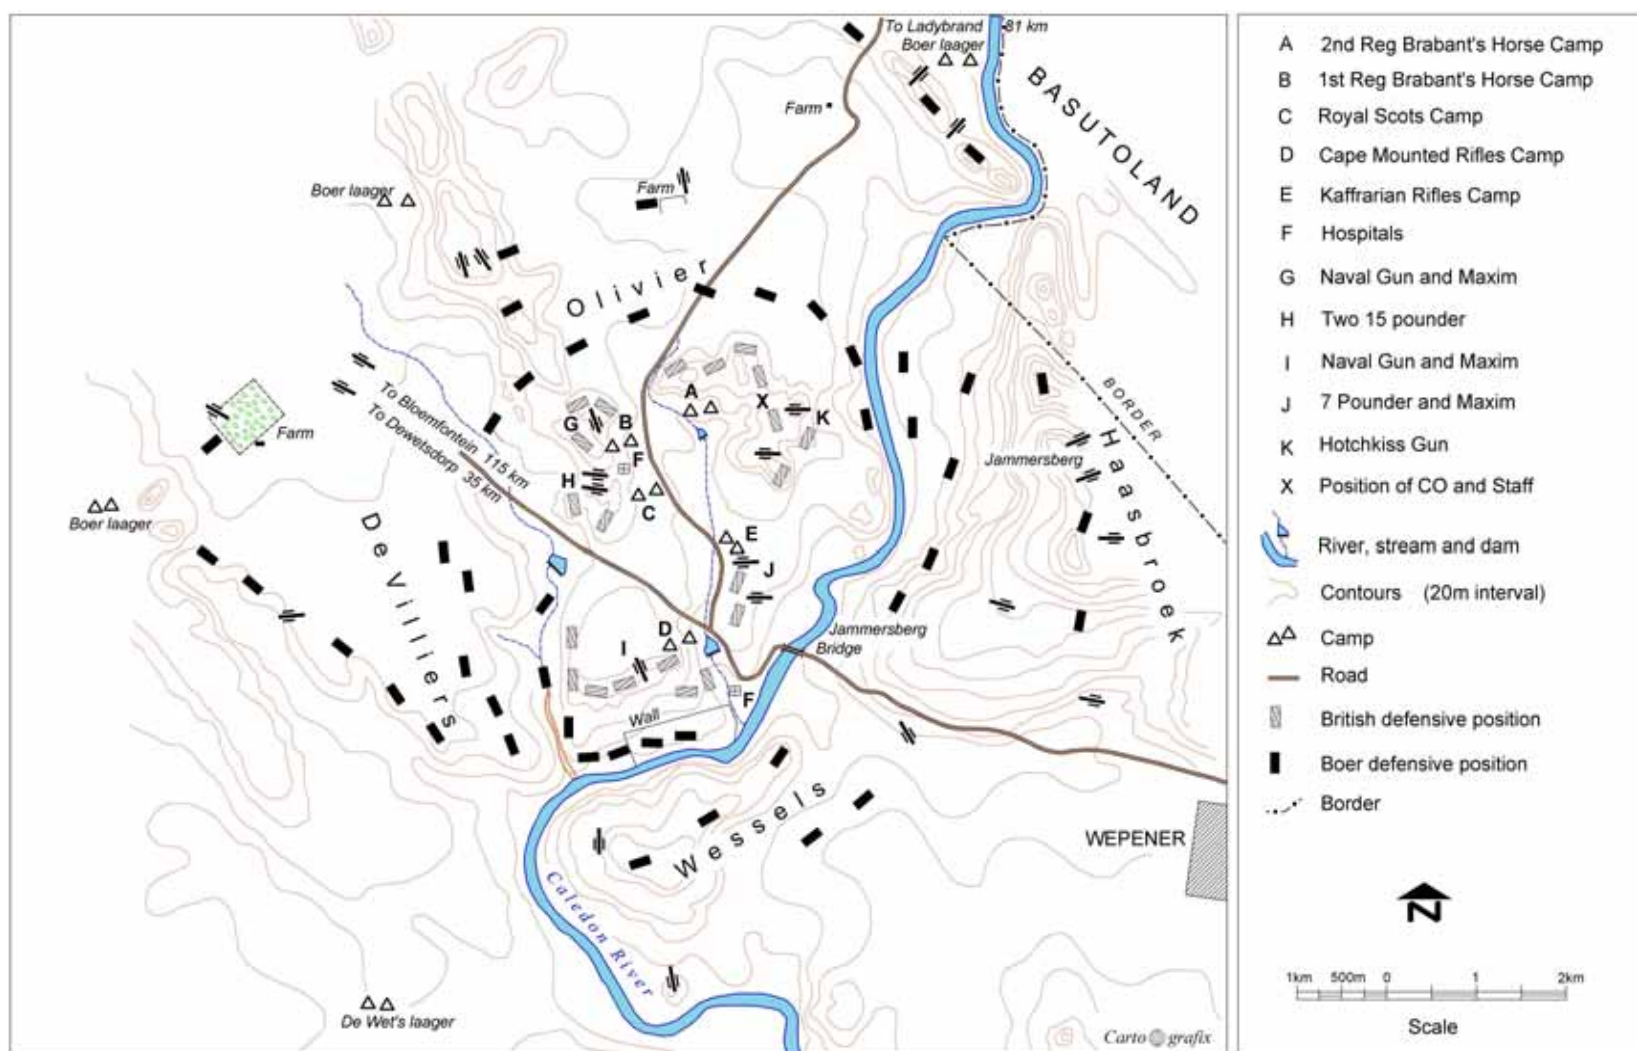 To Ladybrand 81 km
Boer laager
BASUTOLAND
Farm
Boer laager
Farm
Olivier
BORDER
To Bloemfontein 115 km
To Dewetsdorp 35 km
Farm
A
X
K
G
B
F
H
C
Jammersberg
Haasbroek
Boer laager
De Villiers
E
J
D
I
Jammersberg
Bridge
F
Wall
Wessels
WEPENER
Caledon River
De Wet's laager
Carto grafix
A 2nd Reg Brabant's Horse Camp
B 1st Reg Brabant's Horse Camp
C Royal Scots Camp
D Cape Mounted Rifles Camp
E Kaffrarian Rifles Camp
F Hospitals
G Naval Gun and Maxim
H Two 15 pounder
I Naval Gun and Maxim
J 7 Pounder and Maxim
K Hotchkiss Gun
X Position of CO and Staff
River, stream and dam
Contours (20m interval)
Camp
Road
British defensive position
Boer defensive position
Border
N
1km 500m 0 1 2km
Scale